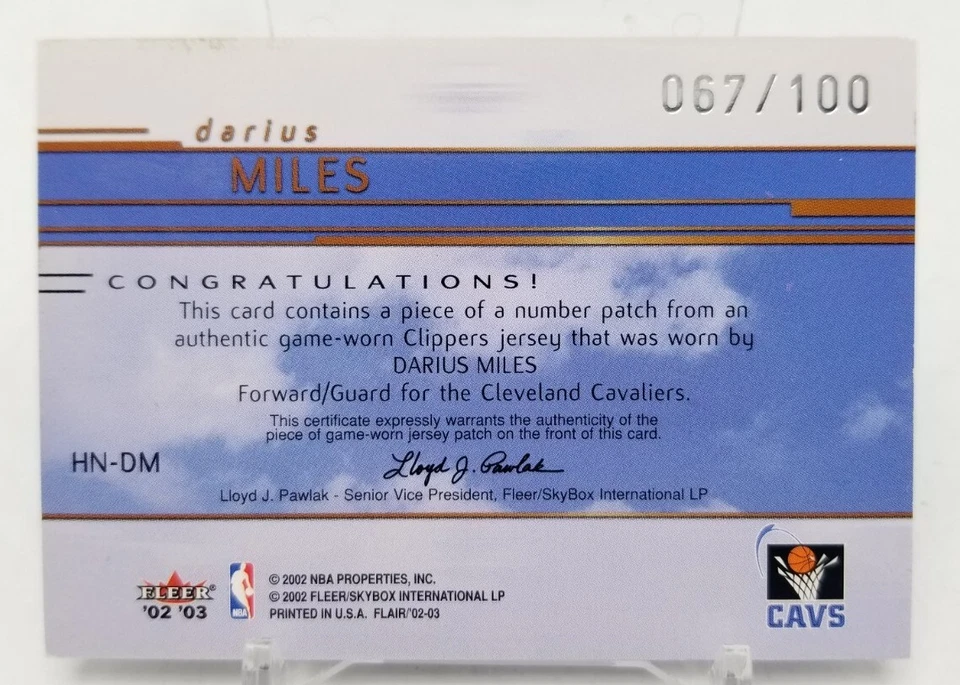 067/100
darius
MILES
CONGRATULATIONS!
This card contains a piece of a number patch from an
authentic game-worn Clippers jersey that was worn by
DARIUS MILES
Forward/Guard for the Cleveland Cavaliers.
This certificate expressly warrants the authenticity of the
piece of game-worn jersey patch on the front of this card.
HN-DM
Lloyd J. Pawlak
Lloyd J. Pawlak - Senior Vice President, Fleer/SkyBox International LP
FLEER®
'02 '03
NBA
© 2002 NBA PROPERTIES, INC.
© 2002 FLEER/SKYBOX INTERNATIONAL LP
PRINTED IN U.S.A. FLAIR/'02-03
CAVS